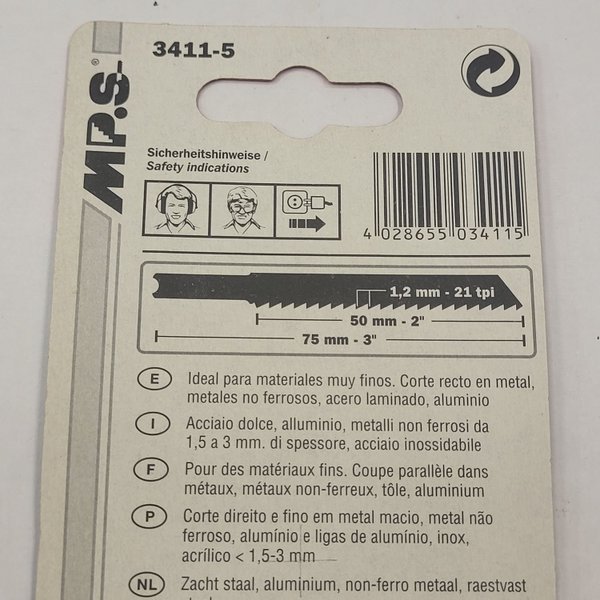 3411-5
MP.S®
Sicherheitshinweise /
Safety indications
4 028655 034115
1,2 mm - 21 tpi
50 mm - 2"
75 mm - 3"
E Ideal para materiales muy finos. Corte recto en metal,
metales no ferrosos, acero laminado, aluminio
I Acciaio dolce, alluminio, metalli non ferrosi da
1,5 a 3 mm. di spessore, acciaio inossidabile
F Pour des matériaux fins. Coupe parallèle dans
métaux, métaux non-ferreux, tôle, aluminium
P Corte direito e fino em metal macio, metal não
ferroso, alumínio e ligas de alumínio, inox,
acrílico < 1,5-3 mm
NL Zacht staal, aluminium, non-ferro metaal, raestvast